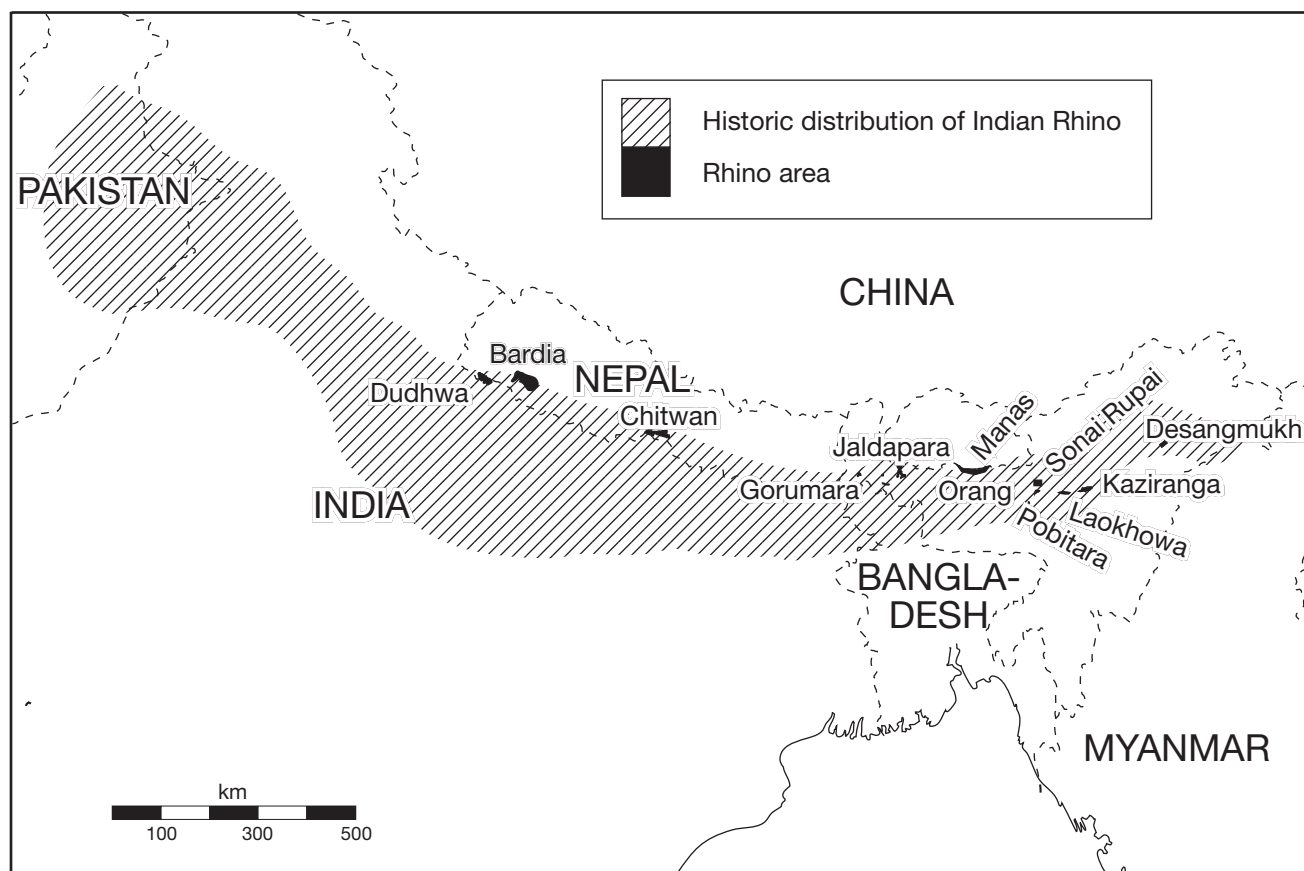 Historic distribution of Indian Rhino
Rhino area
PAKISTAN
CHINA
Bardia
NEPAL
Dudhwa
Chitwan
Jaldapara
Manas
Sonai Rupai
Desangmukh
Gorumara
Orang
Kaziranga
INDIA
Laokhowa
Pobitara
BANGLA-
DESH
MYANMAR
km
100 300 500